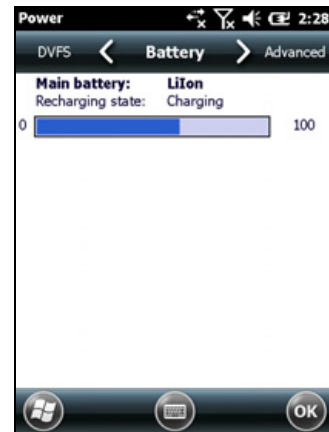 Power 2:28
DVFS Battery Advanced
Main battery: LiIon
Recharging state: Charging
0 100
OK